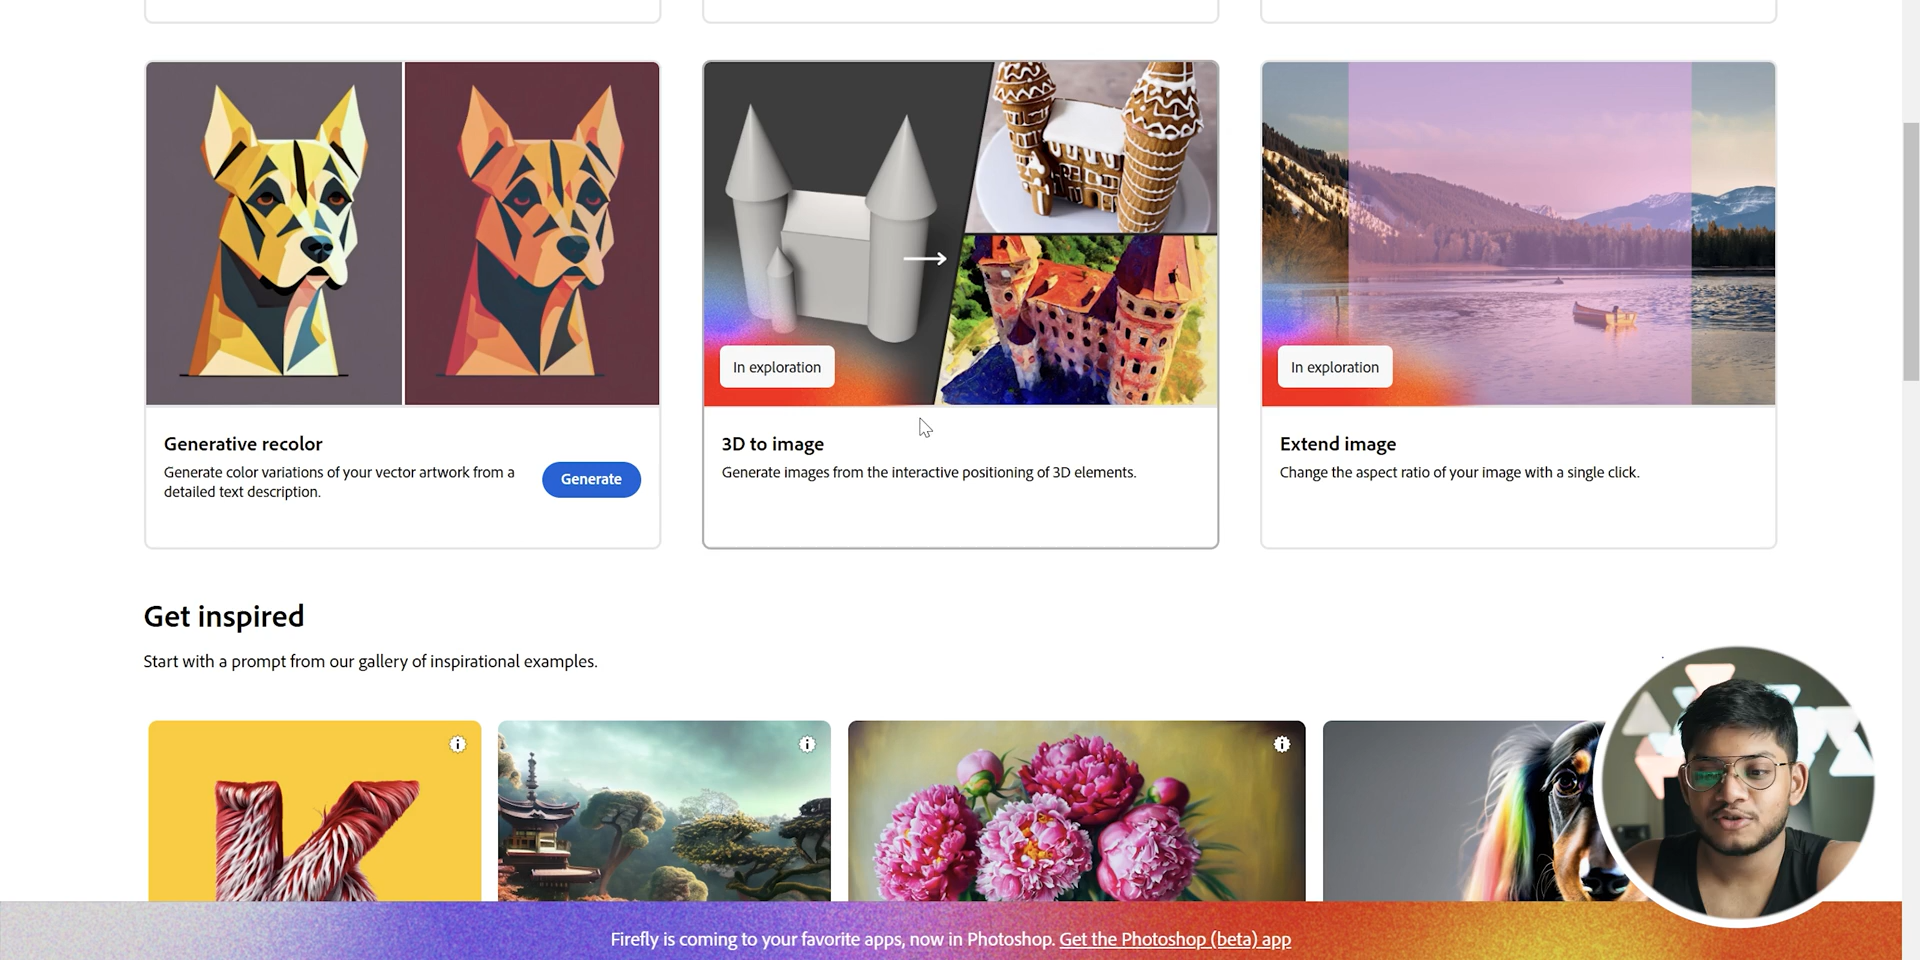 In exploration
In exploration
Generative recolor
Generate color variations of your vector artwork from a
detailed text description.
Generate
3D to image
Generate images from the interactive positioning of 3D elements.
Extend image
Change the aspect ratio of your image with a single click.
Get inspired
Start with a prompt from our gallery of inspirational examples.
K
Firefly is coming to your favorite apps, now in Photoshop. Get the Photoshop (beta) app